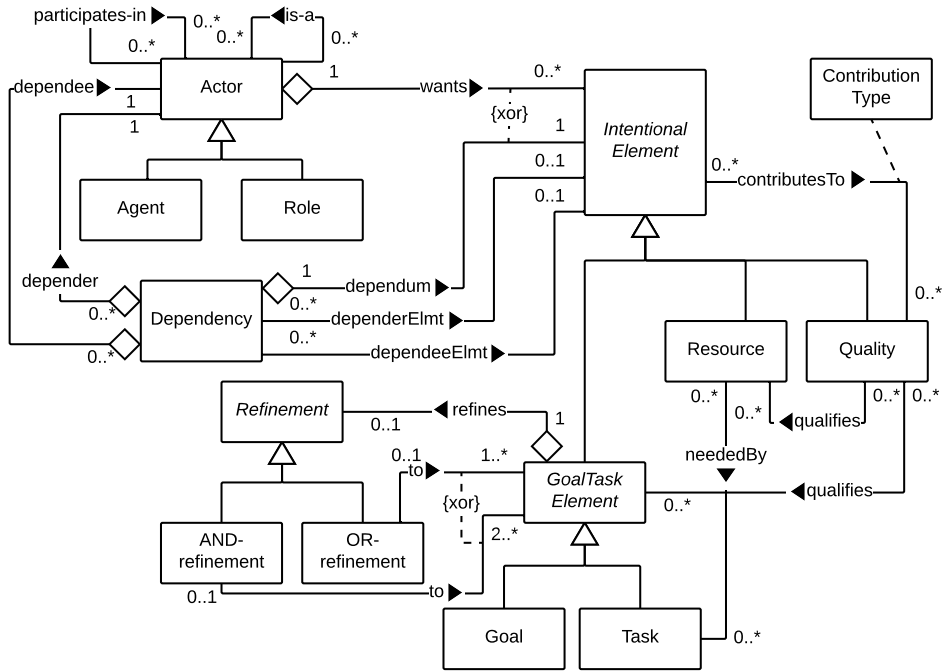 participates-in
0..*
is-a
0..*
0..*
0..*
dependee
Actor
1
wants
0..*
Contribution
Type
1
1
{xor}
1
Intentional
Element
0..1
0..*
contributesTo
0..1
Agent
Role
depender
1
dependum
0..*
0..*
0..*
Dependency
dependerElmt
0..*
Resource
Quality
0..*
dependeeElmt
0..*
0..*
0..*
0..*
Refinement
refines
1
0..1
qualifies
0..1
to
1..*
neededBy
GoalTask
Element
{xor}
qualifies
0..*
AND-
refinement
OR-
refinement
2..*
0..1
to
Goal
Task
0..*